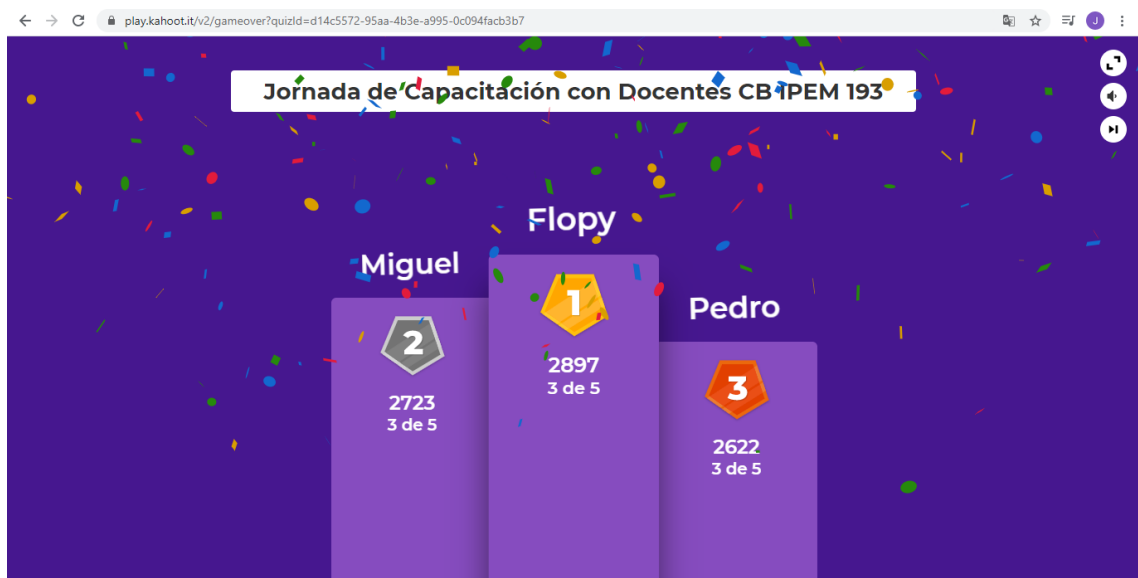 play.kahoot.it/v2/gameover?quizId=d14c5572-95aa-4b3e-a995-0c094facb3b7
J
Jornada de Capacitación con Docentes CB IPEM 193
Flopy
1
2897
3 de 5
Miguel
2
2723
3 de 5
Pedro
3
2622
3 de 5